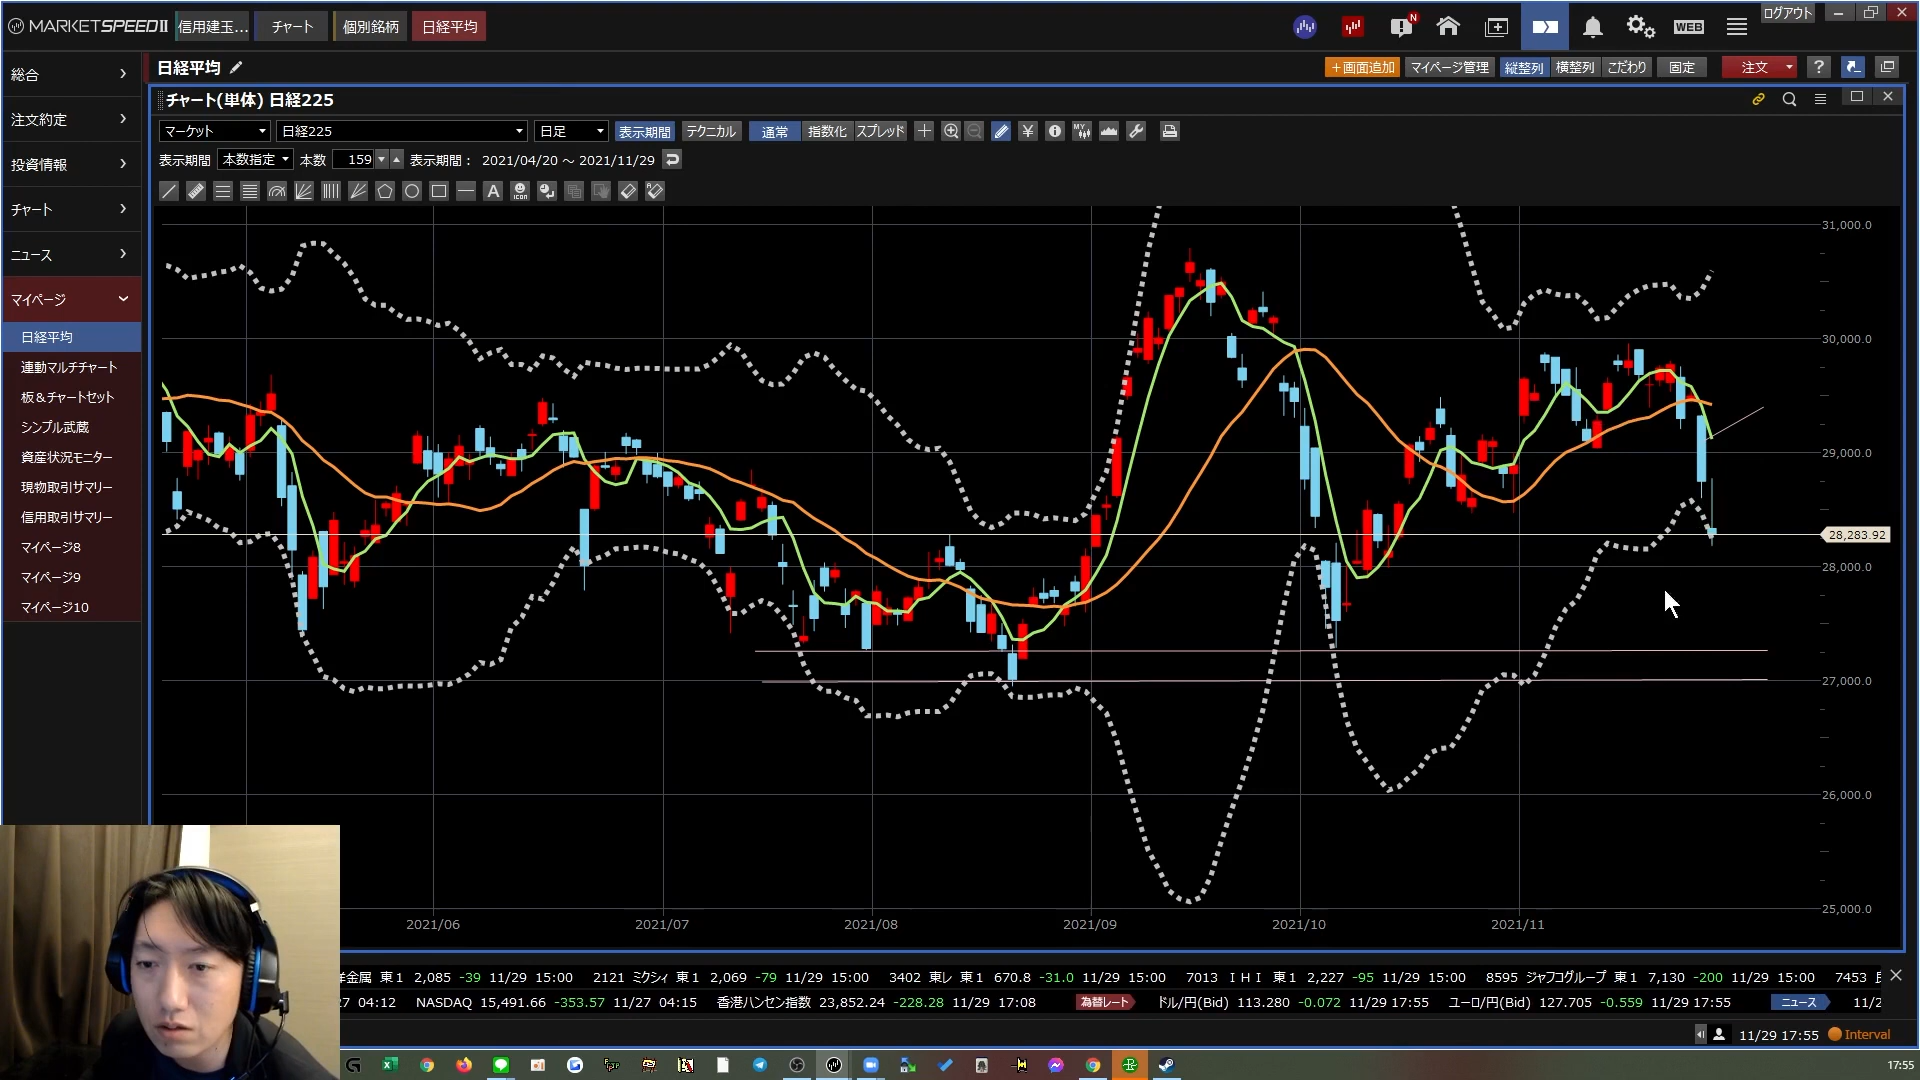 MARKETSPEEDII
信用建玉...
チャート
個別銘柄
日経平均
N
WEB
ログアウト
総合
注文約定
投資情報
チャート
ニュース
マイページ
日経平均
連動マルチチャート
板＆チャートセット
シンプル武蔵
資産状況モニター
現物取引サマリー
信用取引サマリー
マイページ8
マイページ9
マイページ10
日経平均
＋画面追加
マイページ管理
縦整列
横整列
こだわり
固定
注文
?
チャート(単体) 日経225
マーケット
日経225
日足
表示期間
テクニカル
通常
指数化
スプレッド
¥
MY
表示期間
本数指定
本数
159
表示期間： 2021/04/20 ～ 2021/11/29
A
ICON
31,000.0
30,000.0
29,000.0
28,283.92
28,000.0
27,000.0
26,000.0
25,000.0
2021/06
2021/07
2021/08
2021/09
2021/10
2021/11
洋金属 東1 2,085 -39 11/29 15:00 2121 ミクシィ 東1 2,069 -79 11/29 15:00 3402 東レ 東1 670.8 -31.0 11/29 15:00 7013 ＩＨＩ 東1 2,227 -95 11/29 15:00 8595 ジャフコグループ 東1 7,130 -200 11/29 15:00 7453
27 04:12 NASDAQ 15,491.66 -353.57 11/27 04:15 香港ハンセン指数 23,852.24 -228.28 11/29 17:08 為替レート ドル/円(Bid) 113.280 -0.072 11/29 17:55 ユーロ/円(Bid) 127.705 -0.559 11/29 17:55 ニュース 11/2
11/29 17:55
Interval
17:55